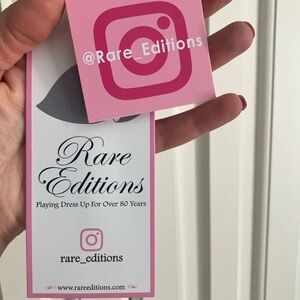 @Rare_Editions
Rare
Editions
Playing Dress Up For Over 80 Years
rare_editions
www.rareeditions.com